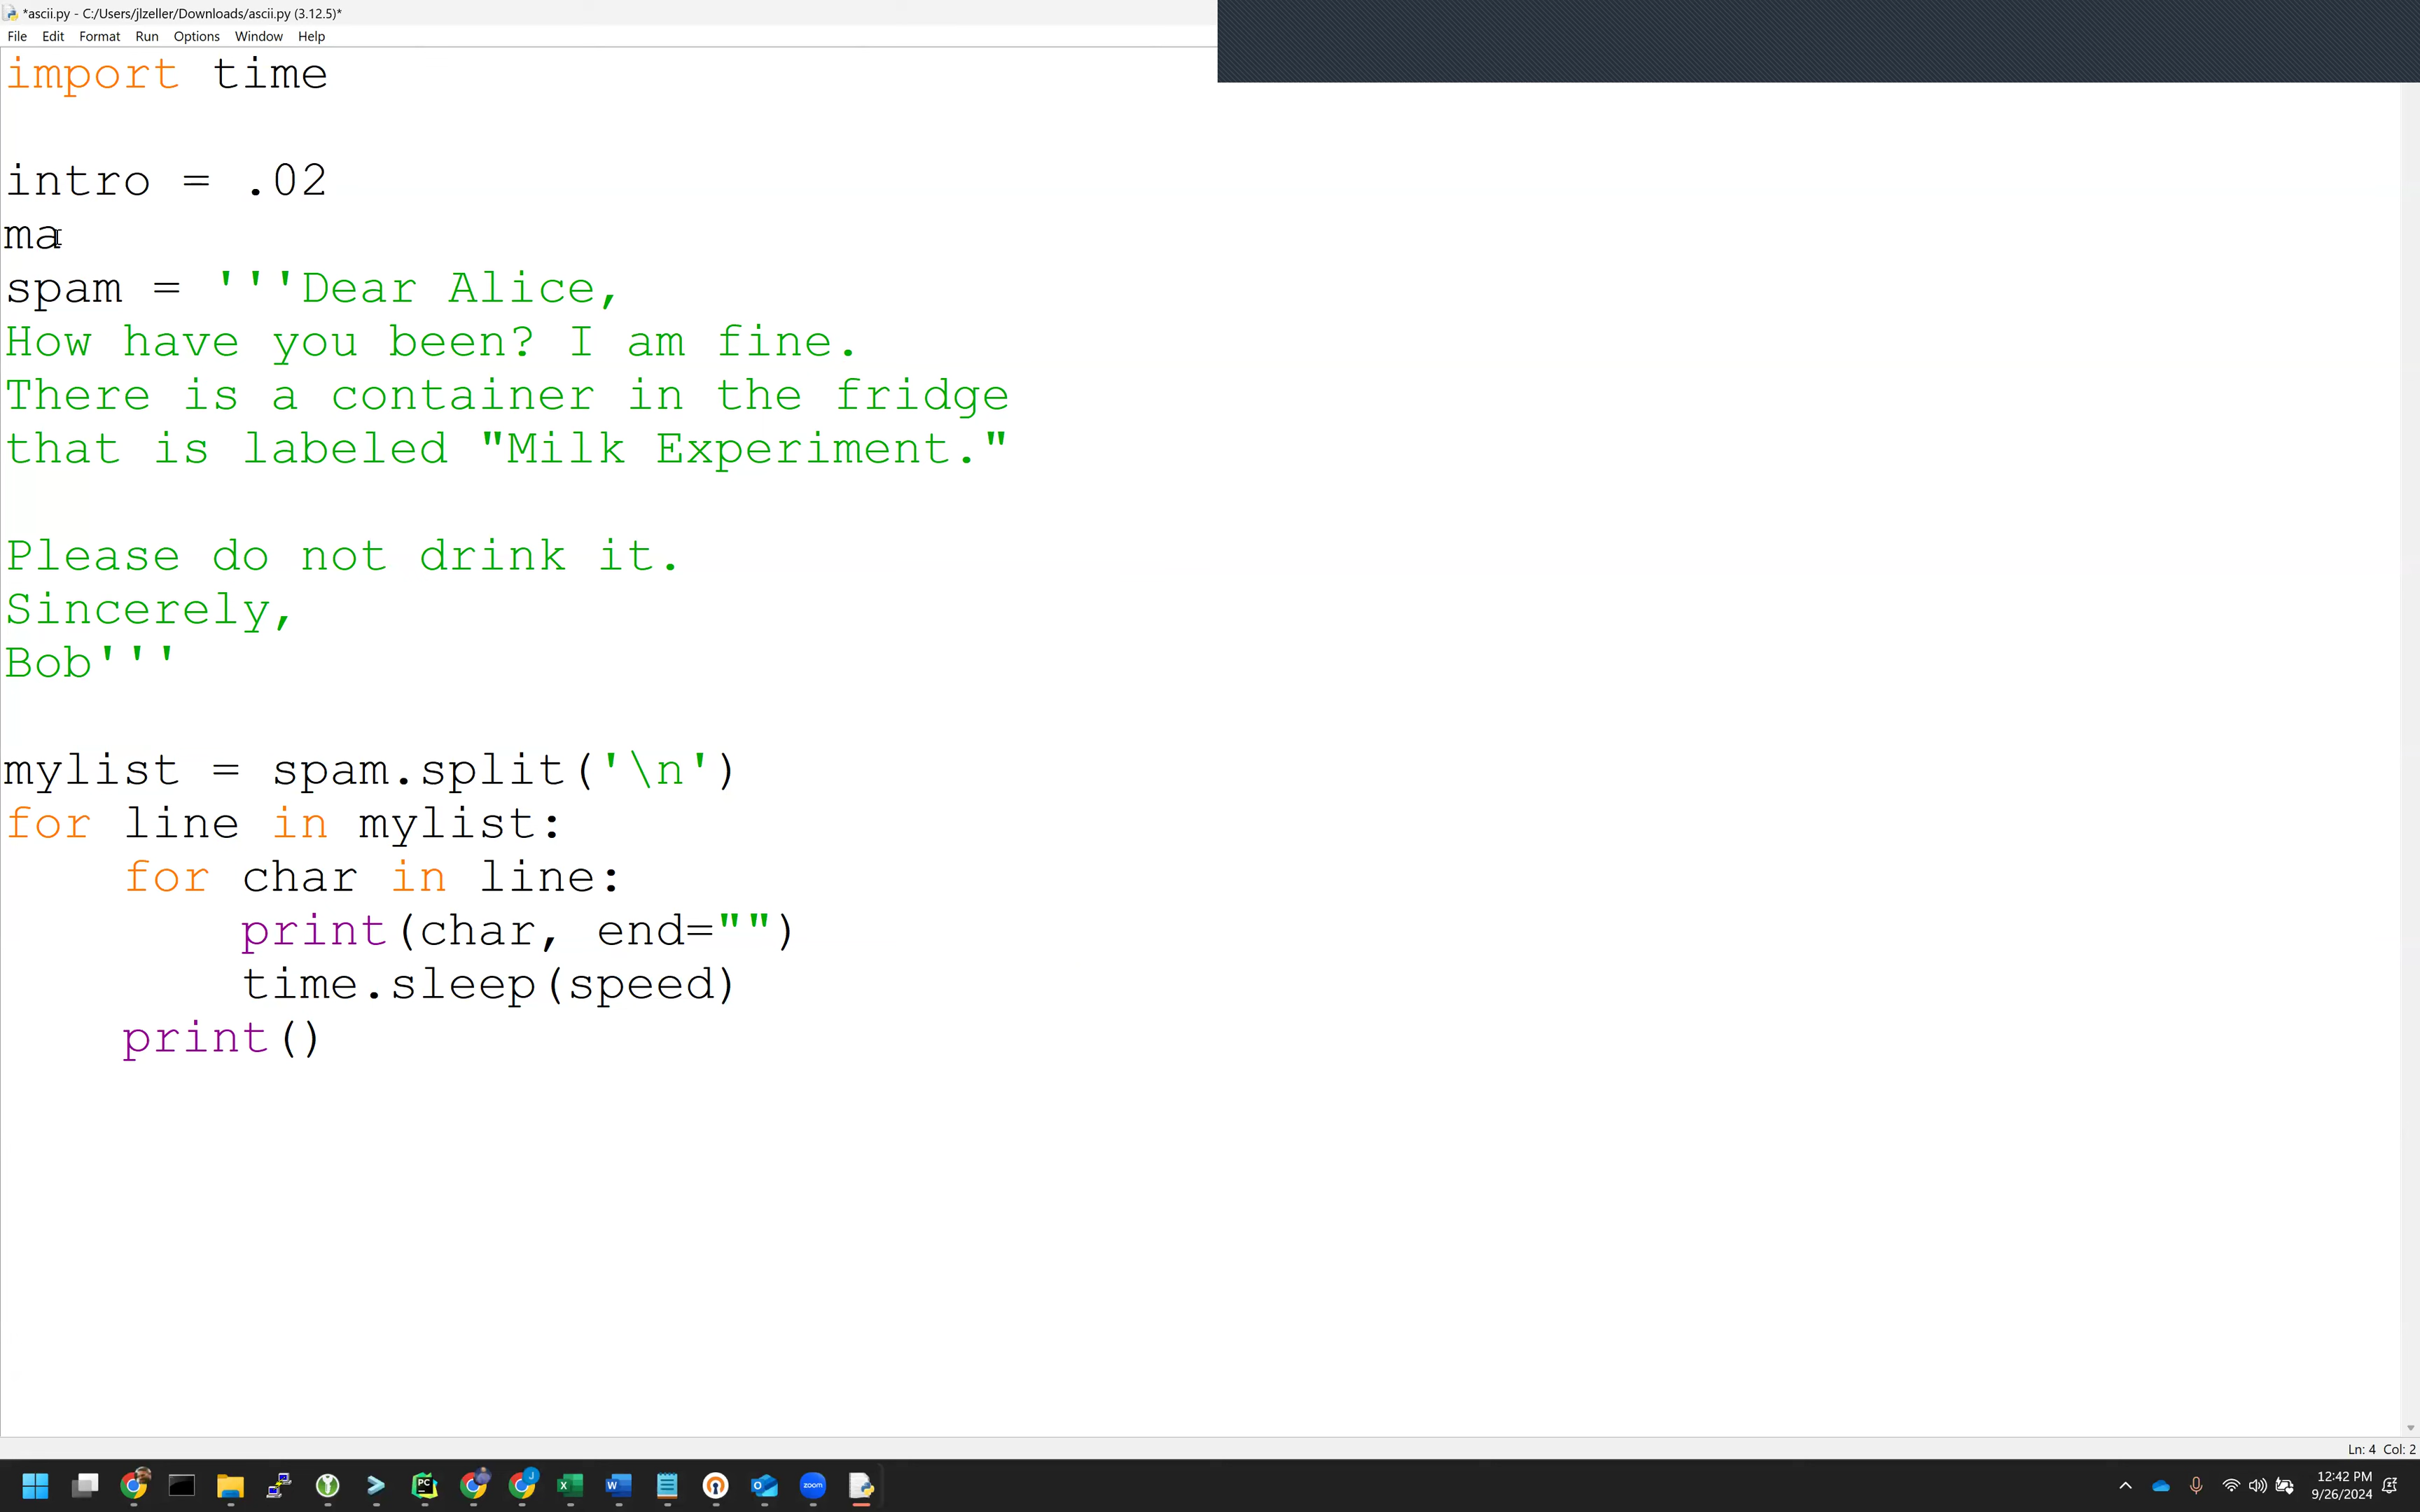 *ascii.py - C:/Users/jlzeller/Downloads/ascii.py (3.12.5)*
File Edit Format Run Options Window Help
import time
intro = .02
ma
spam = '''Dear Alice,
How have you been? I am fine.
There is a container in the fridge
that is labeled "Milk Experiment."
Please do not drink it.
Sincerely,
Bob'''
mylist = spam.split('\n')
for line in mylist:
    for char in line:
        print(char, end="")
        time.sleep(speed)
    print()
Ln: 4 Col: 2
PC
J
zoom
12:42 PM
9/26/2024